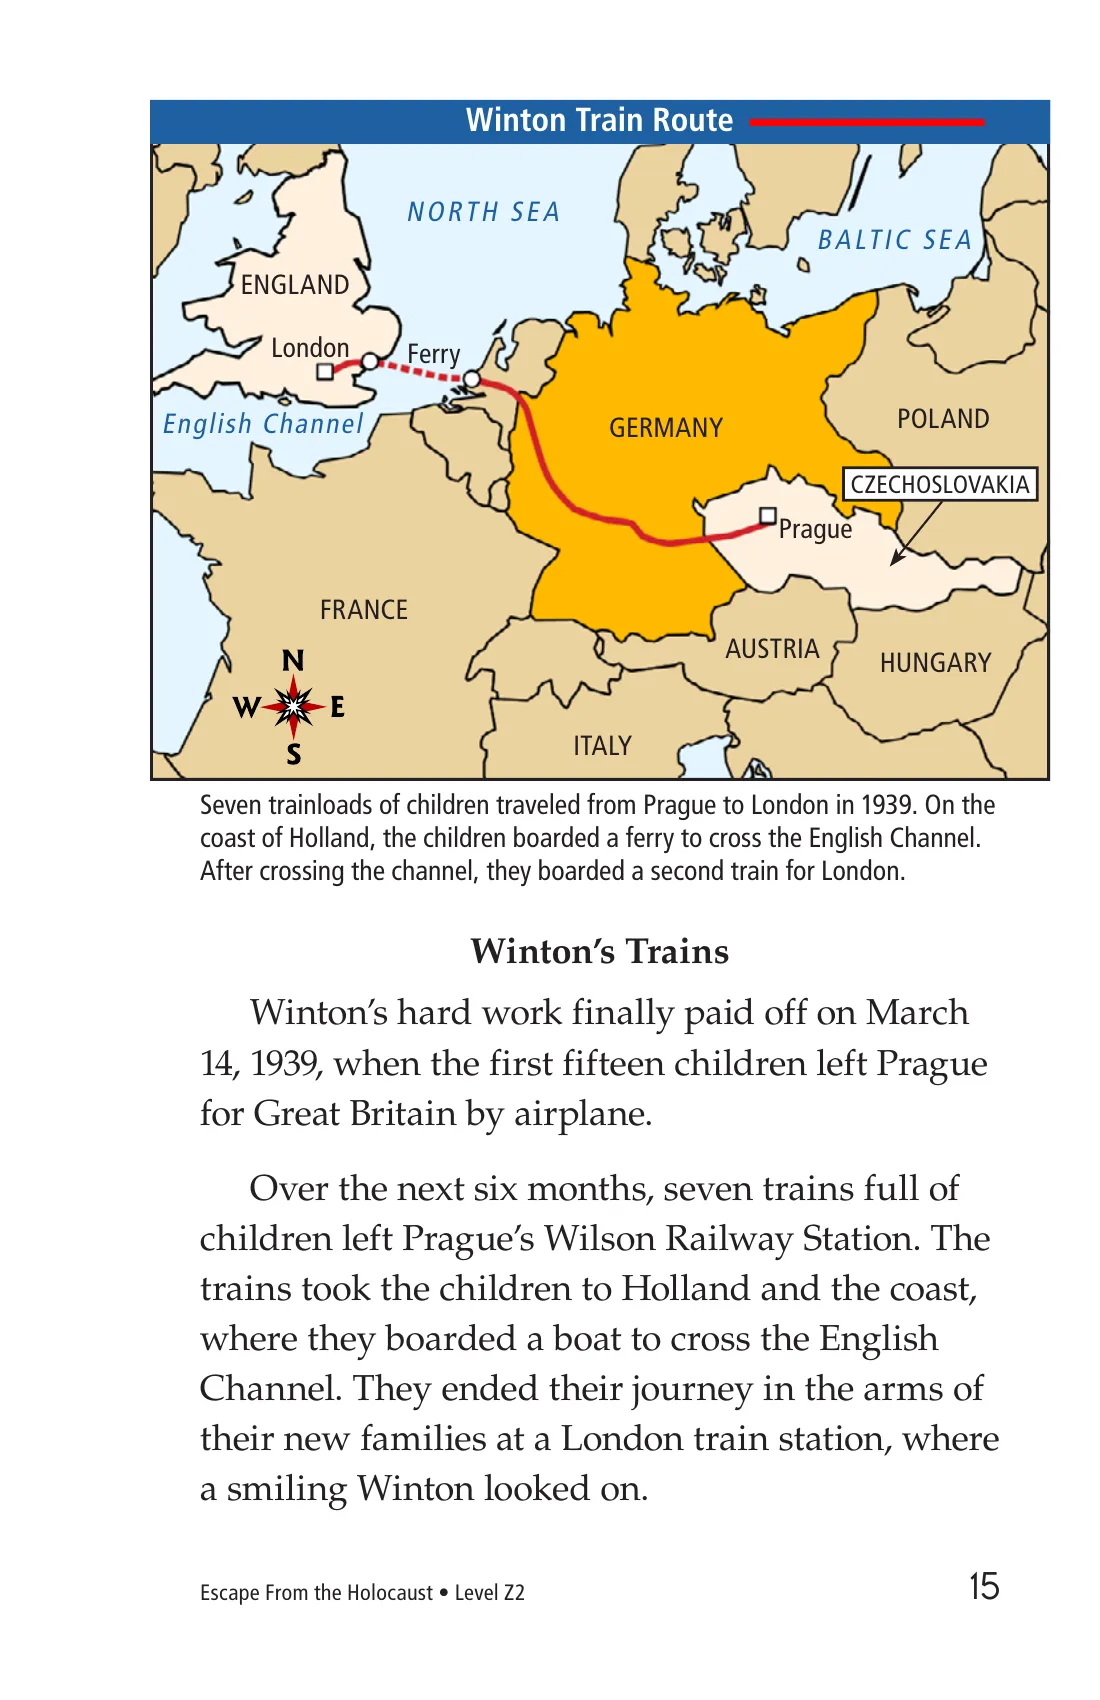 Winton Train Route
NORTH SEA
BALTIC SEA
ENGLAND
London
Ferry
English Channel
GERMANY
POLAND
CZECHOSLOVAKIA
Prague
FRANCE
AUSTRIA
HUNGARY
N
W E
S
ITALY
Seven trainloads of children traveled from Prague to London in 1939. On the
coast of Holland, the children boarded a ferry to cross the English Channel.
After crossing the channel, they boarded a second train for London.
Winton’s Trains
Winton’s hard work finally paid off on March
14, 1939, when the first fifteen children left Prague
for Great Britain by airplane.
Over the next six months, seven trains full of
children left Prague’s Wilson Railway Station. The
trains took the children to Holland and the coast,
where they boarded a boat to cross the English
Channel. They ended their journey in the arms of
their new families at a London train station, where
a smiling Winton looked on.
Escape From the Holocaust • Level Z2
15